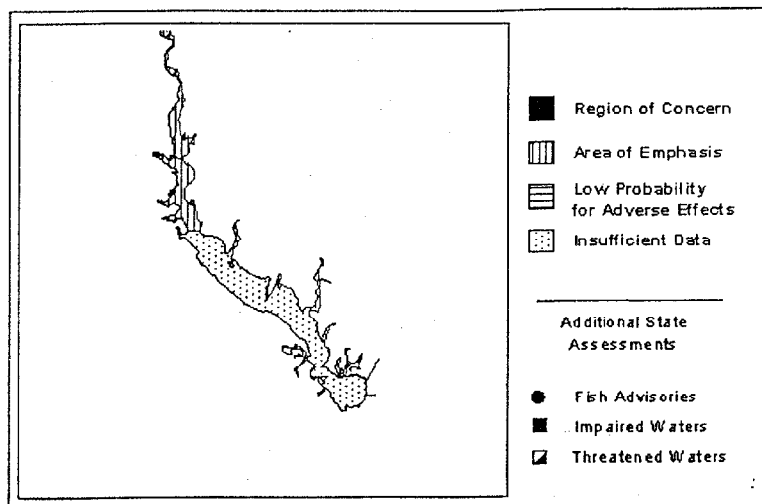 Region of Concern
Area of Emphasis
Low Probability
for Adverse Effects
Insufficient Data
Additional State
Assessments
Fish Advisories
Impaired Waters
Threatened Waters